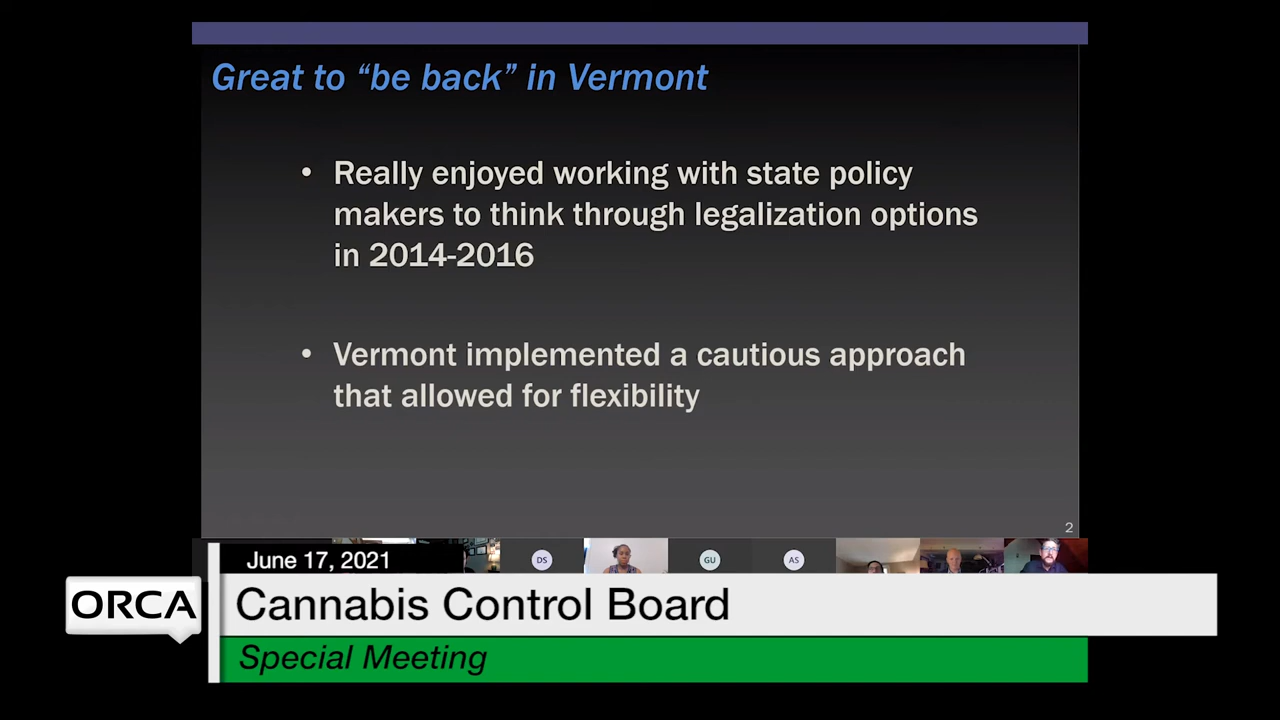 Great to “be back” in Vermont
• Really enjoyed working with state policy
makers to think through legalization options
in 2014-2016
• Vermont implemented a cautious approach
that allowed for flexibility
2
DS
GU
AS
June 17, 2021
ORCA
Cannabis Control Board
Special Meeting